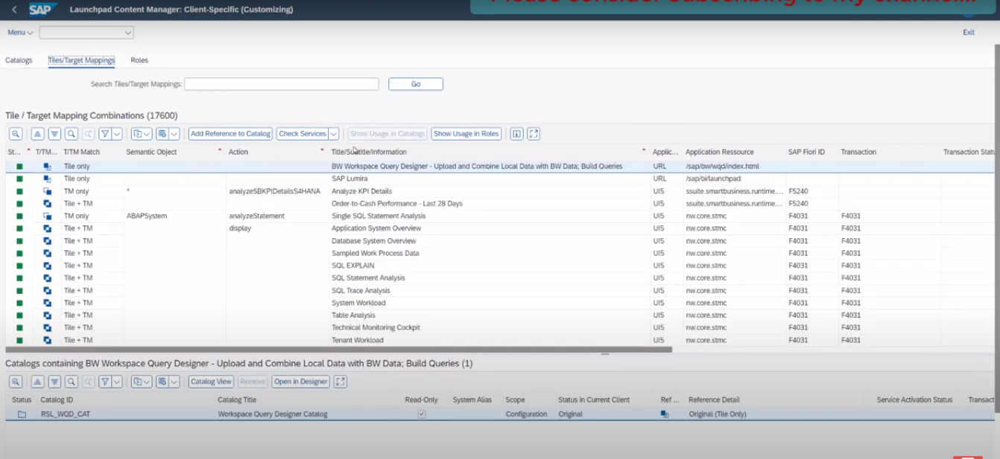 SAP Launchpad Content Manager: Client-Specific (Customizing)
Please consider Subscribing to my Channel...
Menu Exit
Catalogs Tiles/Target Mappings Roles
Search Tiles/Target Mappings: Go
Tile / Target Mapping Combinations (17600)
Add Reference to Catalog Check Services Show Usage in Catalogs Show Usage in Roles
St... T/TM... T/TM Match Semantic Object Action Title/Subtitle/Information Applic... Application Ressource SAP Fiori ID Transaction Transaction Statu
Tile only BW Workspace Query Designer - Upload and Combine Local Data with BW Data; Build Queries URL /sap/bw/wqd/index.html
Tile only SAP Lumira URL /sap/bi/launchpad
TM only * analyzeSBKPIDetailsS4HANA Analyze KPI Details UI5 ssuite.smartbusiness.runtime.... F5240
Tile + TM Order-to-Cash Performance - Last 28 Days UI5 ssuite.smartbusiness.runtime.... F5240
TM only ABAPSystem analyzeStatement Single SQL Statement Analysis UI5 nw.core.stmc F4031 F4031
Tile + TM display Application System Overview UI5 nw.core.stmc F4031 F4031
Tile + TM Database System Overview UI5 nw.core.stmc F4031 F4031
Tile + TM Sampled Work Process Data UI5 nw.core.stmc F4031 F4031
Tile + TM SQL EXPLAIN UI5 nw.core.stmc F4031 F4031
Tile + TM SQL Statement Analysis UI5 nw.core.stmc F4031 F4031
Tile + TM SQL Trace Analysis UI5 nw.core.stmc F4031 F4031
Tile + TM System Workload UI5 nw.core.stmc F4031 F4031
Tile + TM Table Analysis UI5 nw.core.stmc F4031 F4031
Tile + TM Technical Monitoring Cockpit UI5 nw.core.stmc F4031 F4031
Tile + TM Tenant Workload UI5 nw.core.stmc F4031 F4031
Catalogs containing BW Workspace Query Designer - Upload and Combine Local Data with BW Data; Build Queries (1)
Catalog View Remove Open in Designer
Status Catalog ID Catalog Title Read-Only System Alias Scope Status in Current Client Ref ... Reference Detail Service Activation Status Transact
RSL_WQD_CAT Workspace Query Designer Catalog Configuration Original Original (Tile Only)